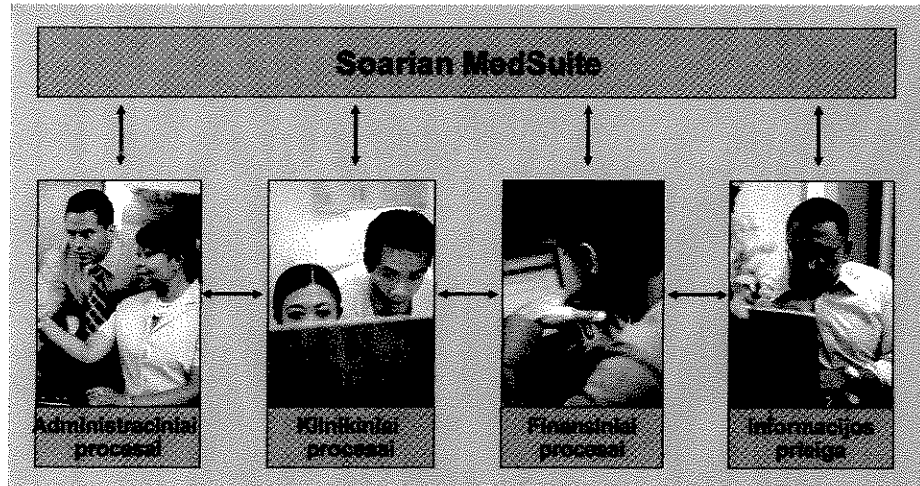 Soarian MedSuite
Administraciniai
procesai
Klinikiniai
procesai
Finansiniai
procesai
Informacijos
prieiga